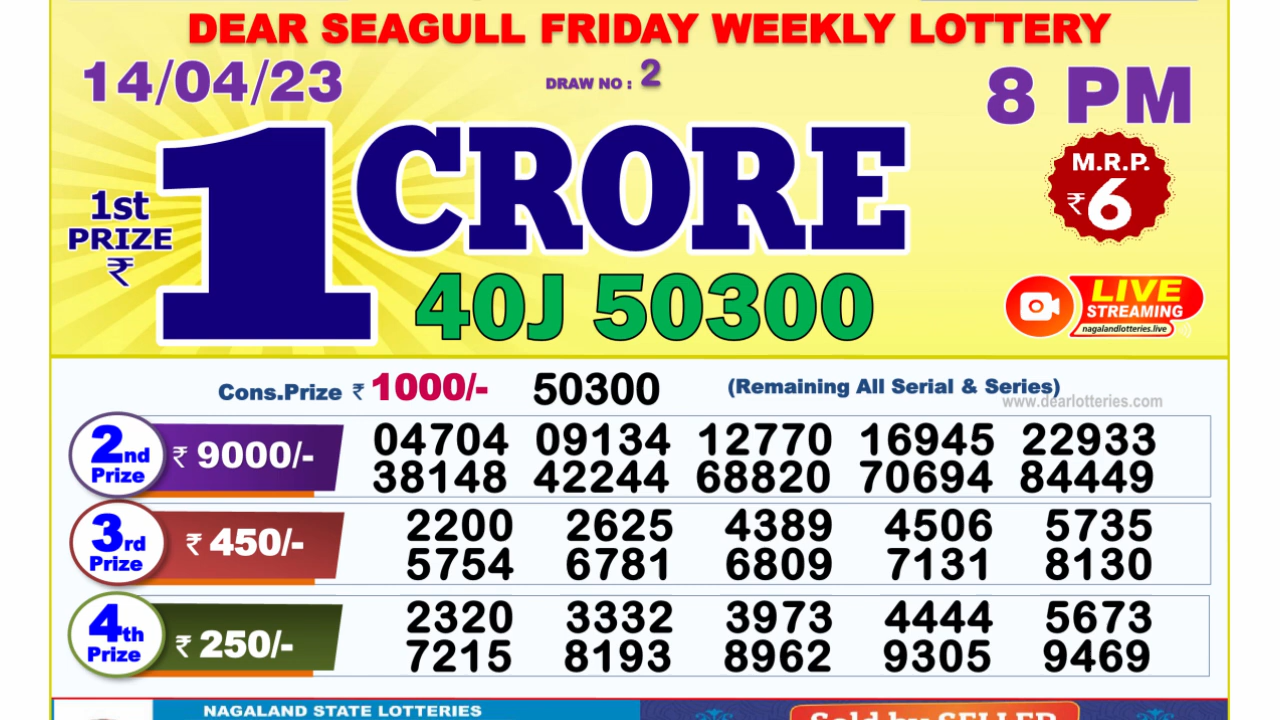 DEAR SEAGULL FRIDAY WEEKLY LOTTERY
14/04/23
DRAW NO : 2
8 PM
1st
PRIZE
₹
1 CRORE
M.R.P.
₹ 6
40J 50300
LIVE
STREAMING
nagalandlotteries.live
Cons.Prize ₹ 1000/- 50300 (Remaining All Serial & Series)
www.dearlotteries.com
2nd
Prize
₹ 9000/-
04704 09134 12770 16945 22933
38148 42244 68820 70694 84449
3rd
Prize
₹ 450/-
2200 2625 4389 4506 5735
5754 6781 6809 7131 8130
4th
Prize
₹ 250/-
2320 3332 3973 4444 5673
7215 8193 8962 9305 9469
NAGALAND STATE LOTTERIES
Sold by SELLER